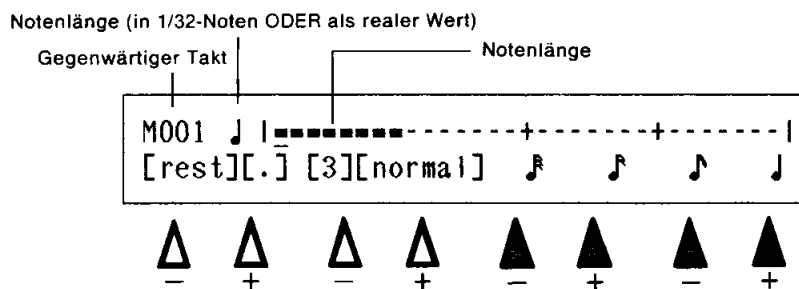 Notenlänge (in 1/32-Noten ODER als realer Wert)
Gegenwärtiger Takt
Notenlänge
M001 ♩ |▪▪▪▪▪▪▪▪-------+-------+-------|
[rest][.] [3][normal] 𝅘𝅥𝅰 𝅘𝅥𝅯 ♪ ♩
− + − + − + − +